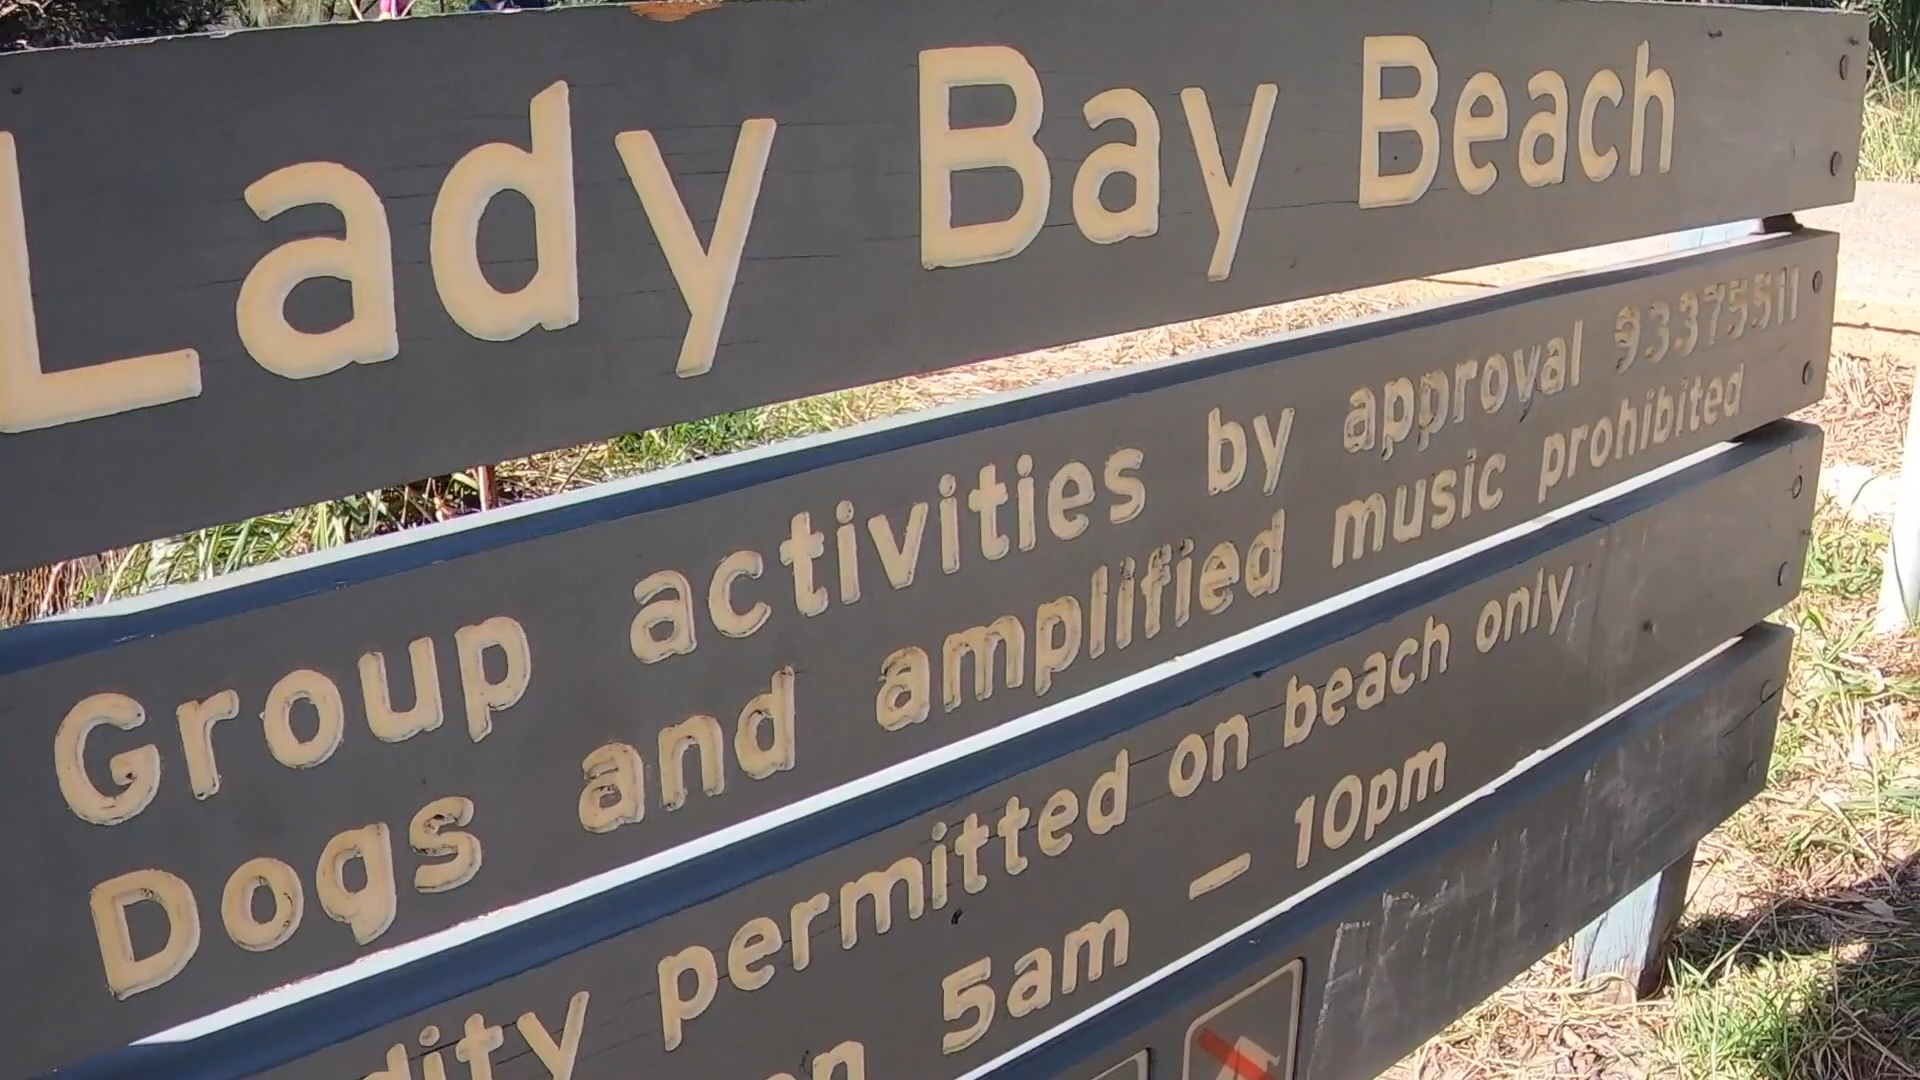 Lady Bay Beach
Group activities by approval 93375511
Dogs and amplified music prohibited
permitted on beach only
5am – 10pm